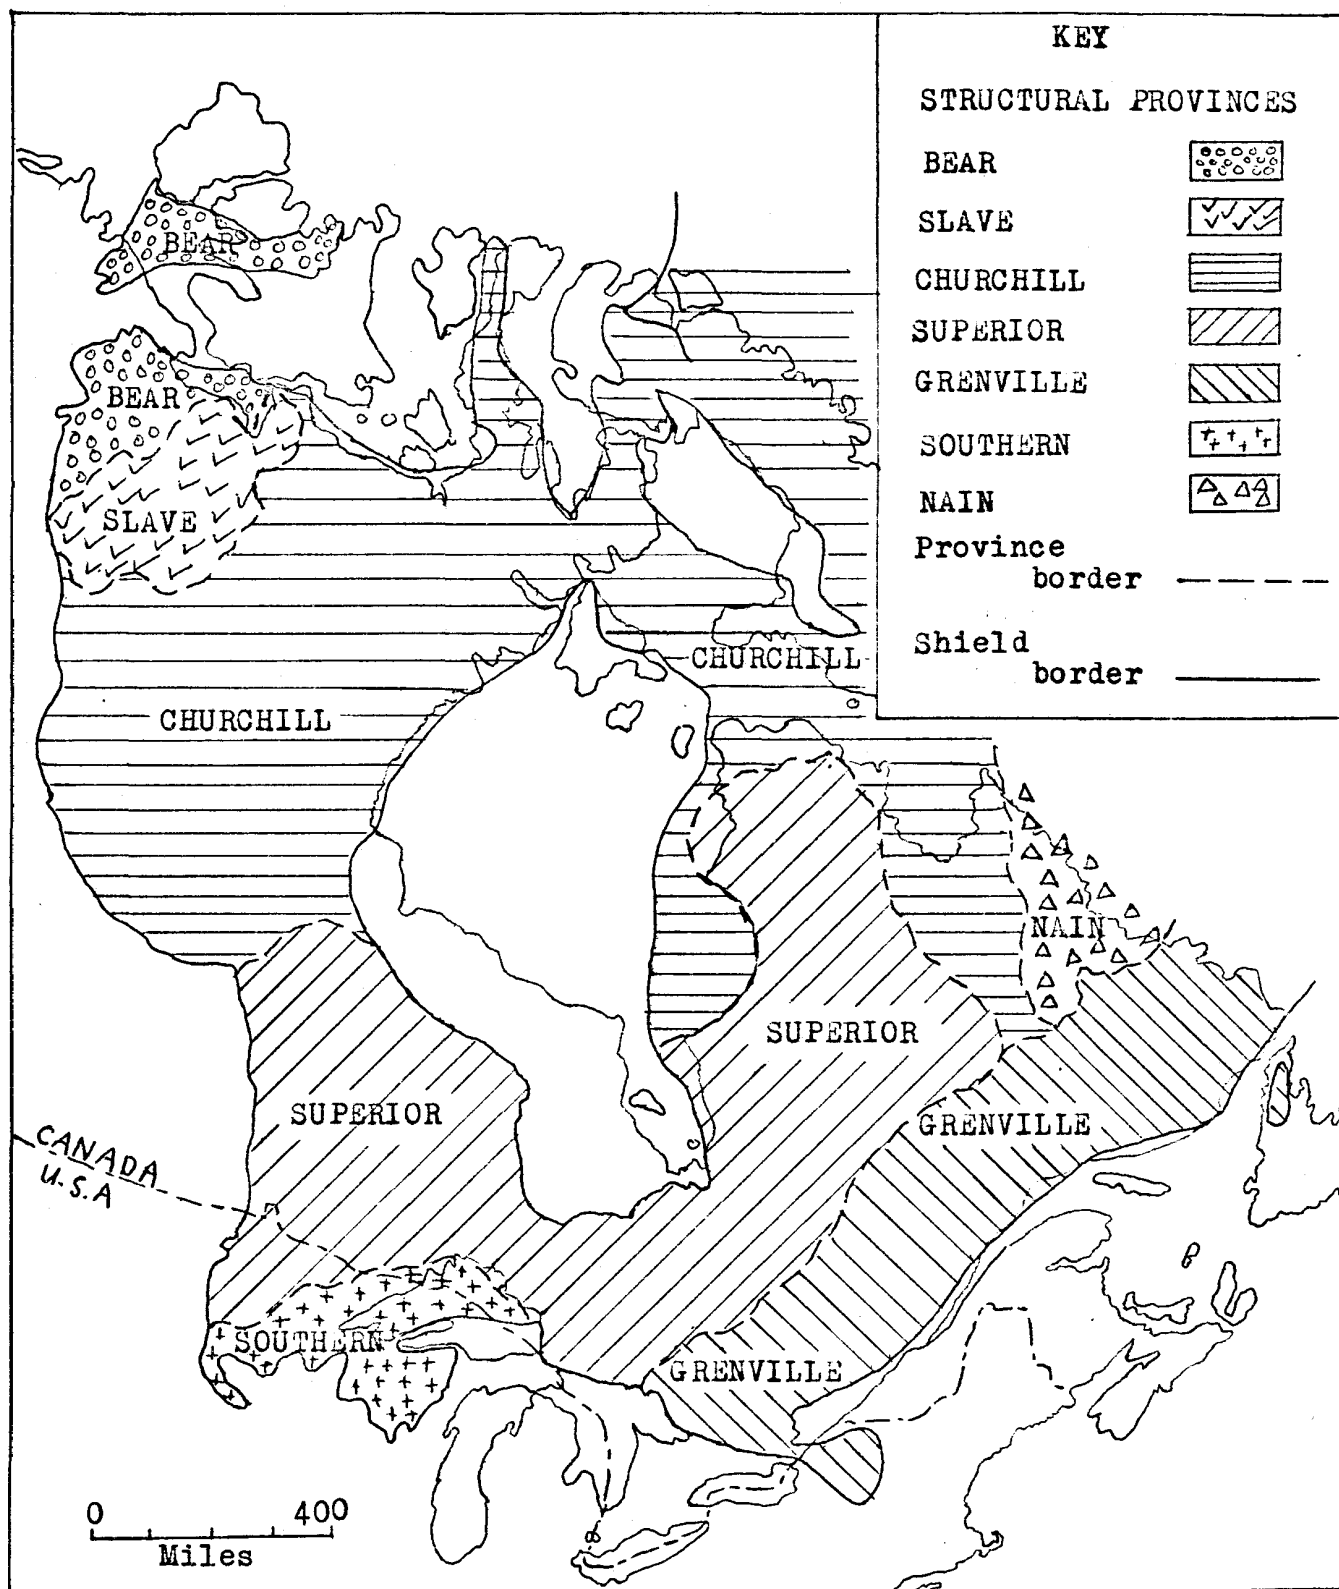 KEY
STRUCTURAL PROVINCES
BEAR
SLAVE
CHURCHILL
SUPERIOR
GRENVILLE
SOUTHERN
NAIN
Province
border
Shield
border
BEAR
BEAR
SLAVE
CHURCHILL
CHURCHILL
NAIN
SUPERIOR
SUPERIOR
GRENVILLE
CANADA
U.S.A
SOUTHERN
GRENVILLE
0 400
Miles